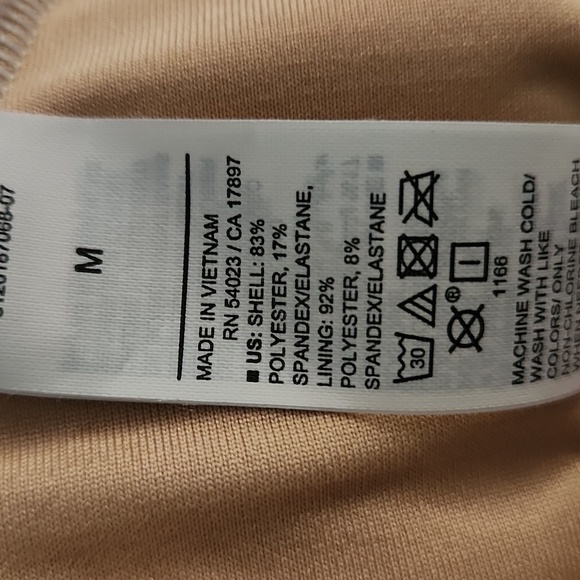 M
MADE IN VIETNAM
RN 54023 / CA 17897
■ US: SHELL: 83%
POLYESTER, 17%
SPANDEX/ELASTANE,
LINING: 92%
POLYESTER, 8%
SPANDEX/ELASTANE
30
®
1166
MACHINE WASH COLD/
WASH WITH LIKE
COLORS/ ONLY
NON-CHLORINE BLEACH